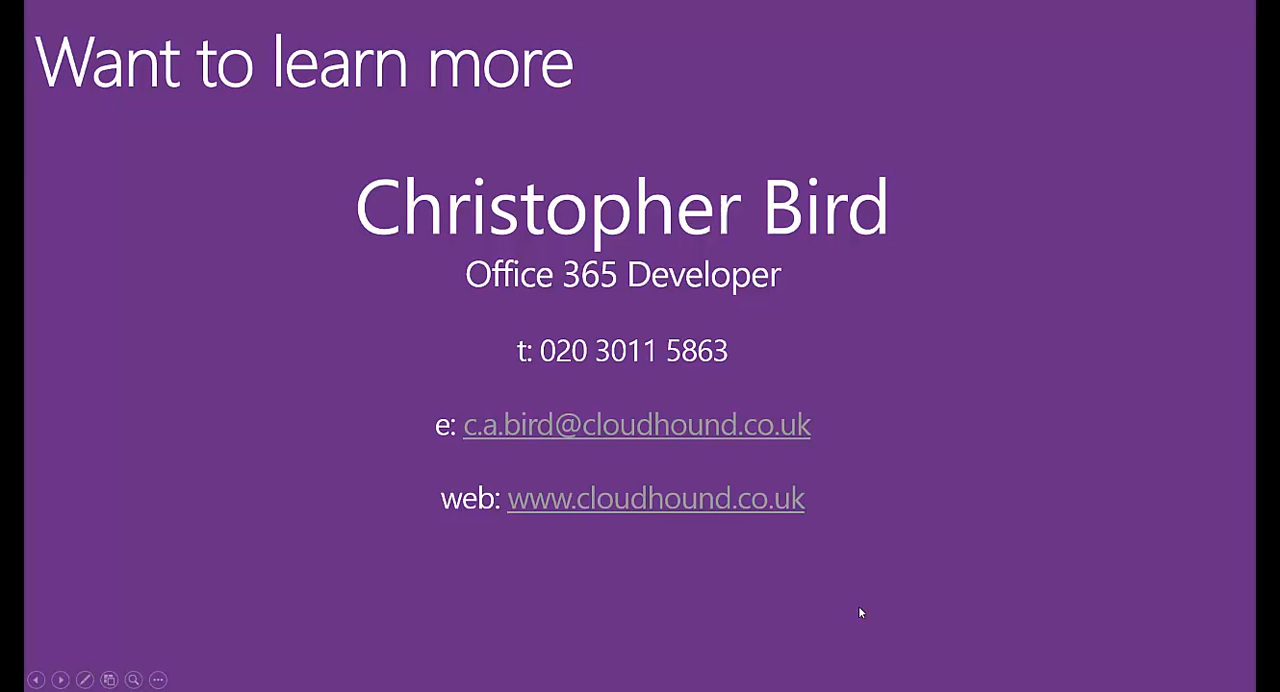 Want to learn more
Christopher Bird
Office 365 Developer
t: 020 3011 5863
e: c.a.bird@cloudhound.co.uk
web: www.cloudhound.co.uk